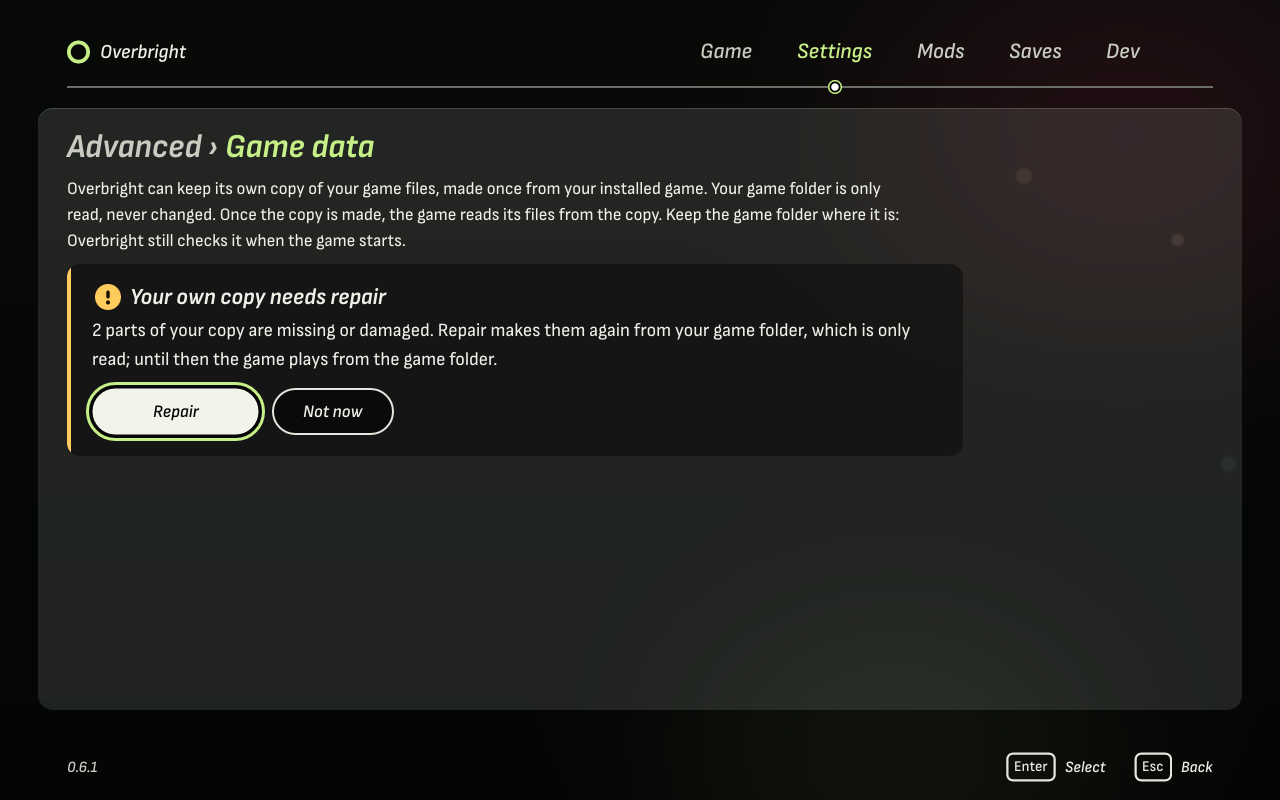 Overbright
Game Settings Mods Saves Dev
Advanced › Game data
Overbright can keep its own copy of your game files, made once from your installed game. Your game folder is only
read, never changed. Once the copy is made, the game reads its files from the copy. Keep the game folder where it is:
Overbright still checks it when the game starts.
Your own copy needs repair
2 parts of your copy are missing or damaged. Repair makes them again from your game folder, which is only
read; until then the game plays from the game folder.
Repair Not now
0.6.1 Enter Select Esc Back